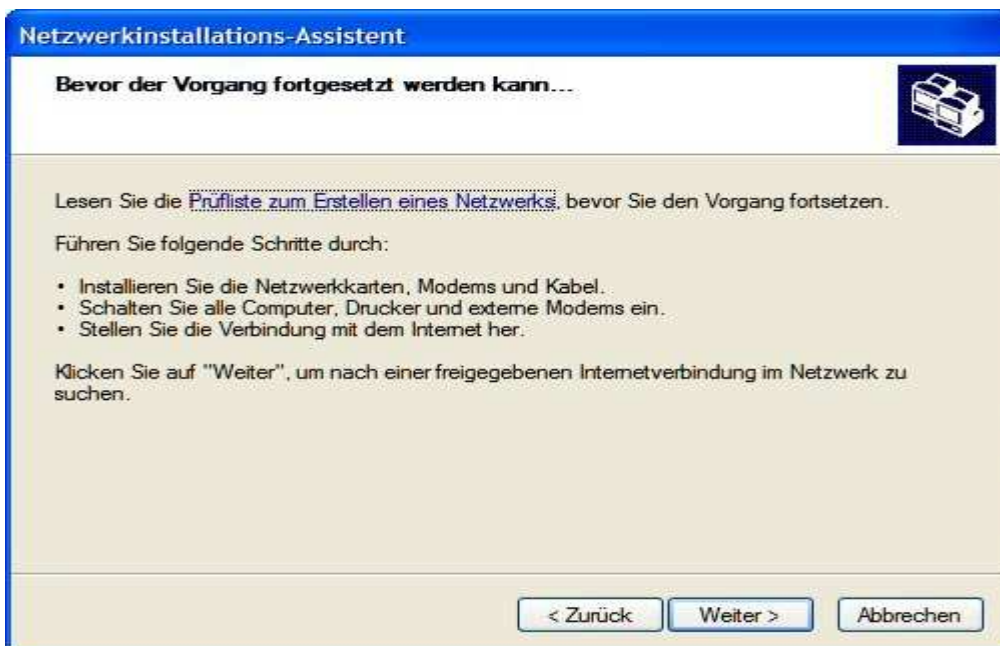 Netzwerkinstallations-Assistent
Bevor der Vorgang fortgesetzt werden kann...
Lesen Sie die Prüfliste zum Erstellen eines Netzwerks, bevor Sie den Vorgang fortsetzen.
Führen Sie folgende Schritte durch:
• Installieren Sie die Netzwerkkarten, Modems und Kabel.
• Schalten Sie alle Computer, Drucker und externe Modems ein.
• Stellen Sie die Verbindung mit dem Internet her.
Klicken Sie auf "Weiter", um nach einer freigegebenen Internetverbindung im Netzwerk zu
suchen.
< Zurück Weiter > Abbrechen